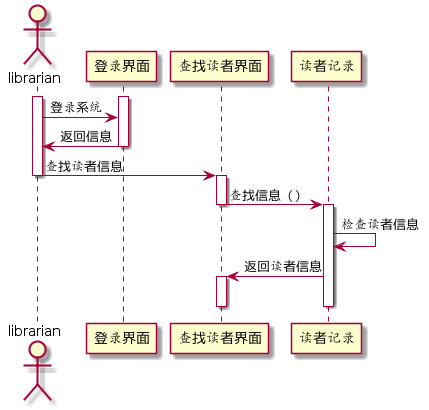 librarian
登录界面
查找读者界面
读者记录
登录系统
返回信息
查找读者信息
查找信息（）
检查读者信息
返回读者信息
librarian
登录界面
查找读者界面
读者记录